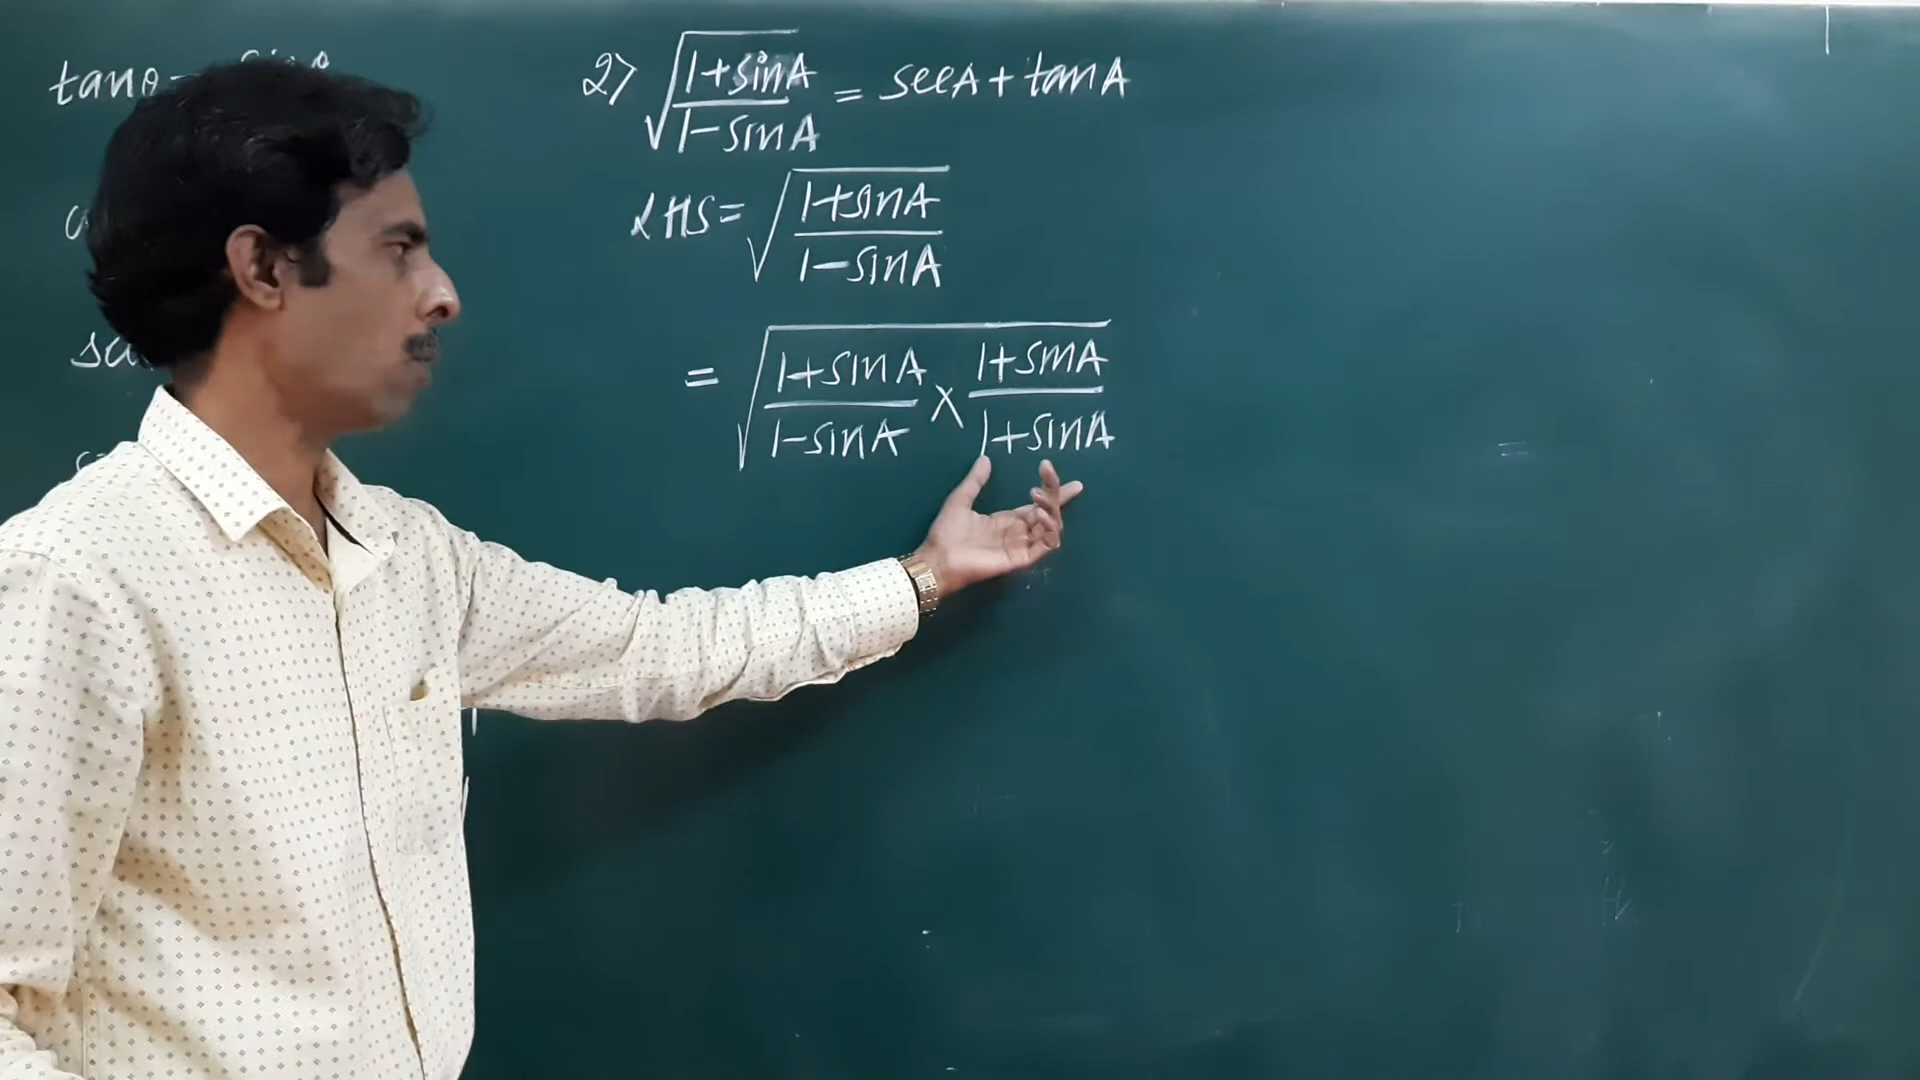 tanθ =
2) √(1+sinA / 1-sinA) = secA + tanA
LHS = √(1+sinA / 1-sinA)
= √(1+sinA / 1-sinA × 1+sinA / 1+sinA)